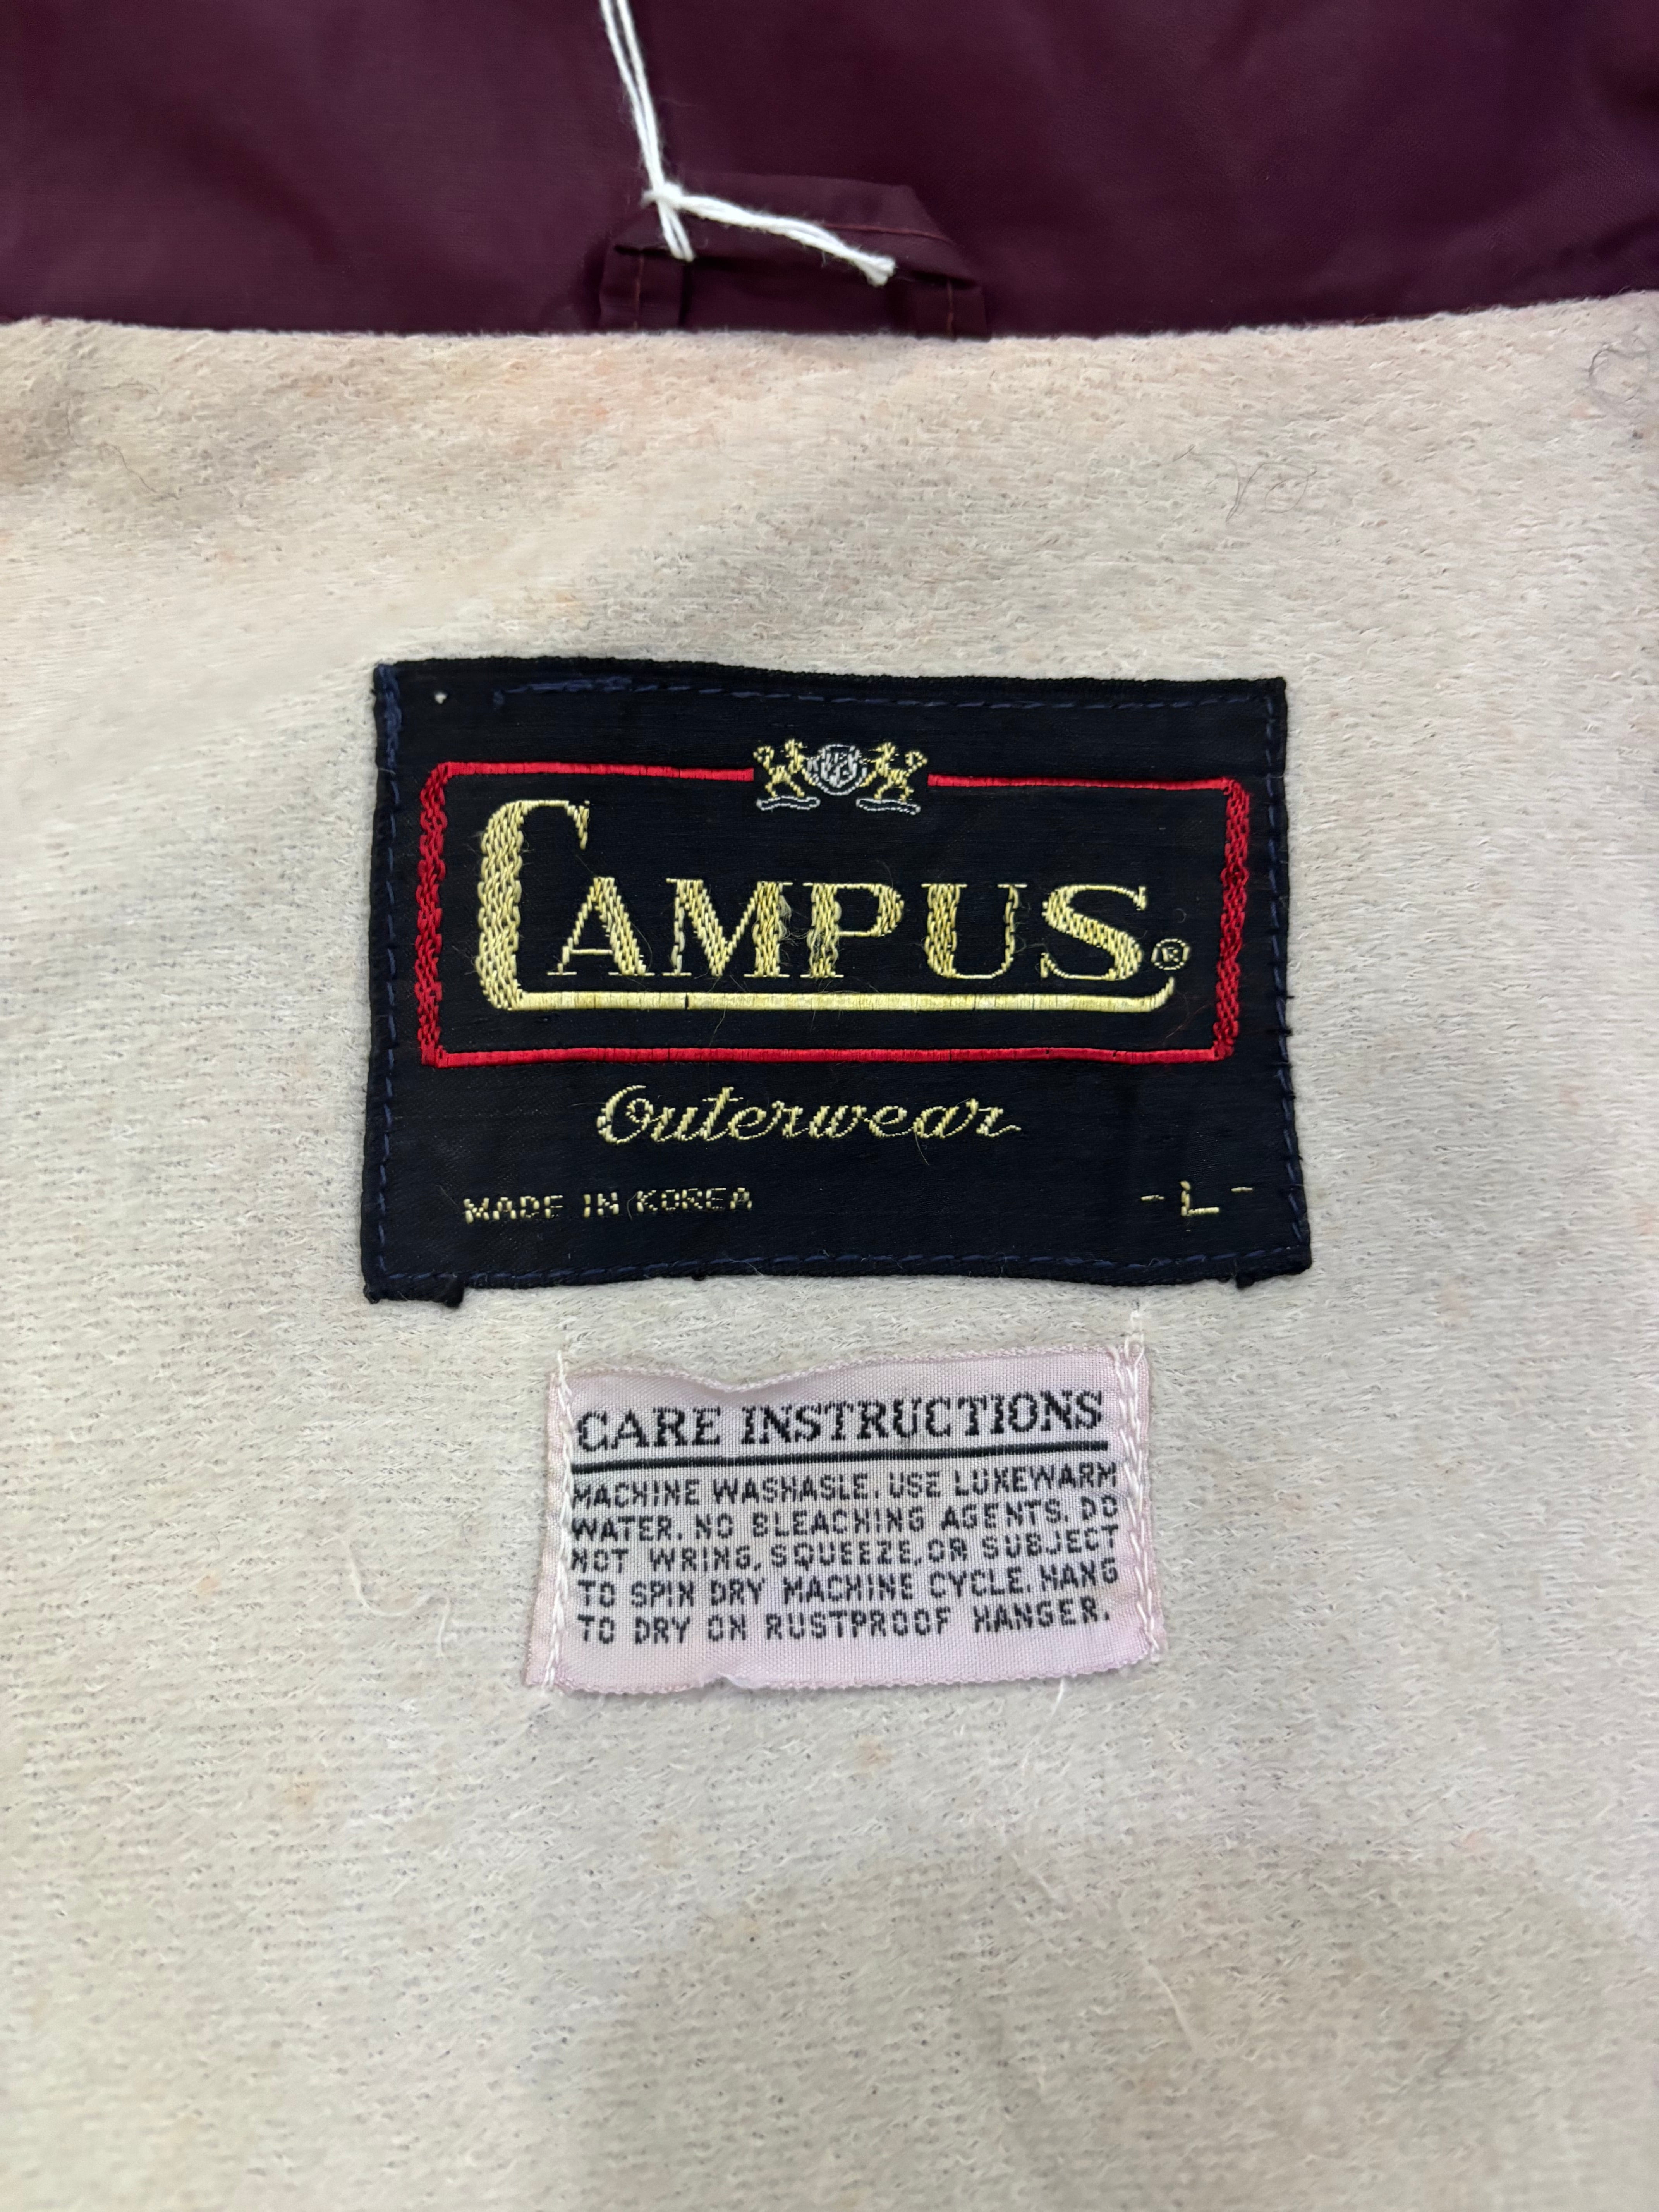 CAMPUS®
Outerwear
MADE IN KOREA -L-
CARE INSTRUCTIONS
MACHINE WASHABLE. USE LUKEWARM
WATER. NO BLEACHING AGENTS. DO
NOT WRING, SQUEEZE, OR SUBJECT
TO SPIN DRY MACHINE CYCLE. HANG
TO DRY ON RUSTPROOF HANGER.